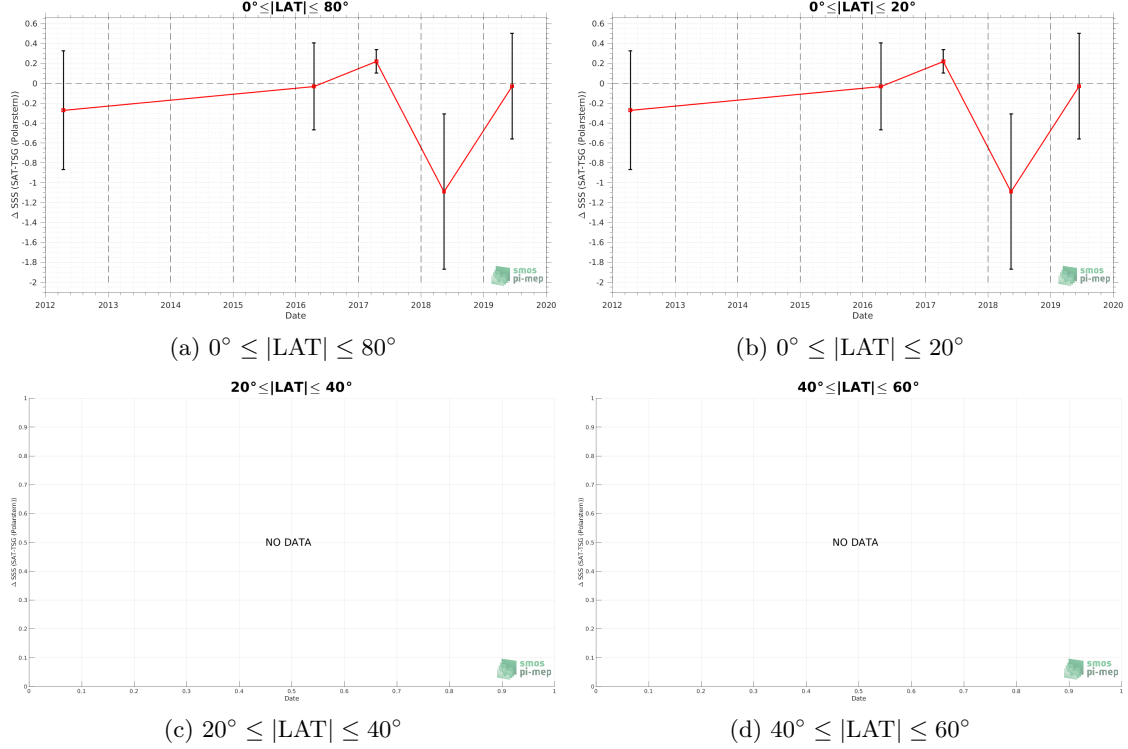 0°≤|LAT|≤ 80°
0.6
0.4
0.2
0
-0.2
-0.4
-0.6
-0.8
-1
-1.2
-1.4
-1.6
-1.8
-2
Δ SSS (SAT-TSG (Polarstern))
2012 2013 2014 2015 2016 2017 2018 2019 2020
Date
smos
pi-mep
(a) 0° ≤ |LAT| ≤ 80°
0°≤|LAT|≤ 20°
0.6
0.4
0.2
0
-0.2
-0.4
-0.6
-0.8
-1
-1.2
-1.4
-1.6
-1.8
-2
Δ SSS (SAT-TSG (Polarstern))
2012 2013 2014 2015 2016 2017 2018 2019 2020
Date
smos
pi-mep
(b) 0° ≤ |LAT| ≤ 20°
20°≤|LAT|≤ 40°
1
0.9
0.8
0.7
0.6
0.5
0.4
0.3
0.2
0.1
0
Δ SSS (SAT-TSG (Polarstern))
NO DATA
0 0.1 0.2 0.3 0.4 0.5 0.6 0.7 0.8 0.9 1
Date
smos
pi-mep
(c) 20° ≤ |LAT| ≤ 40°
40°≤|LAT|≤ 60°
1
0.9
0.8
0.7
0.6
0.5
0.4
0.3
0.2
0.1
0
Δ SSS (SAT-TSG (Polarstern))
NO DATA
0 0.1 0.2 0.3 0.4 0.5 0.6 0.7 0.8 0.9 1
Date
smos
pi-mep
(d) 40° ≤ |LAT| ≤ 60°